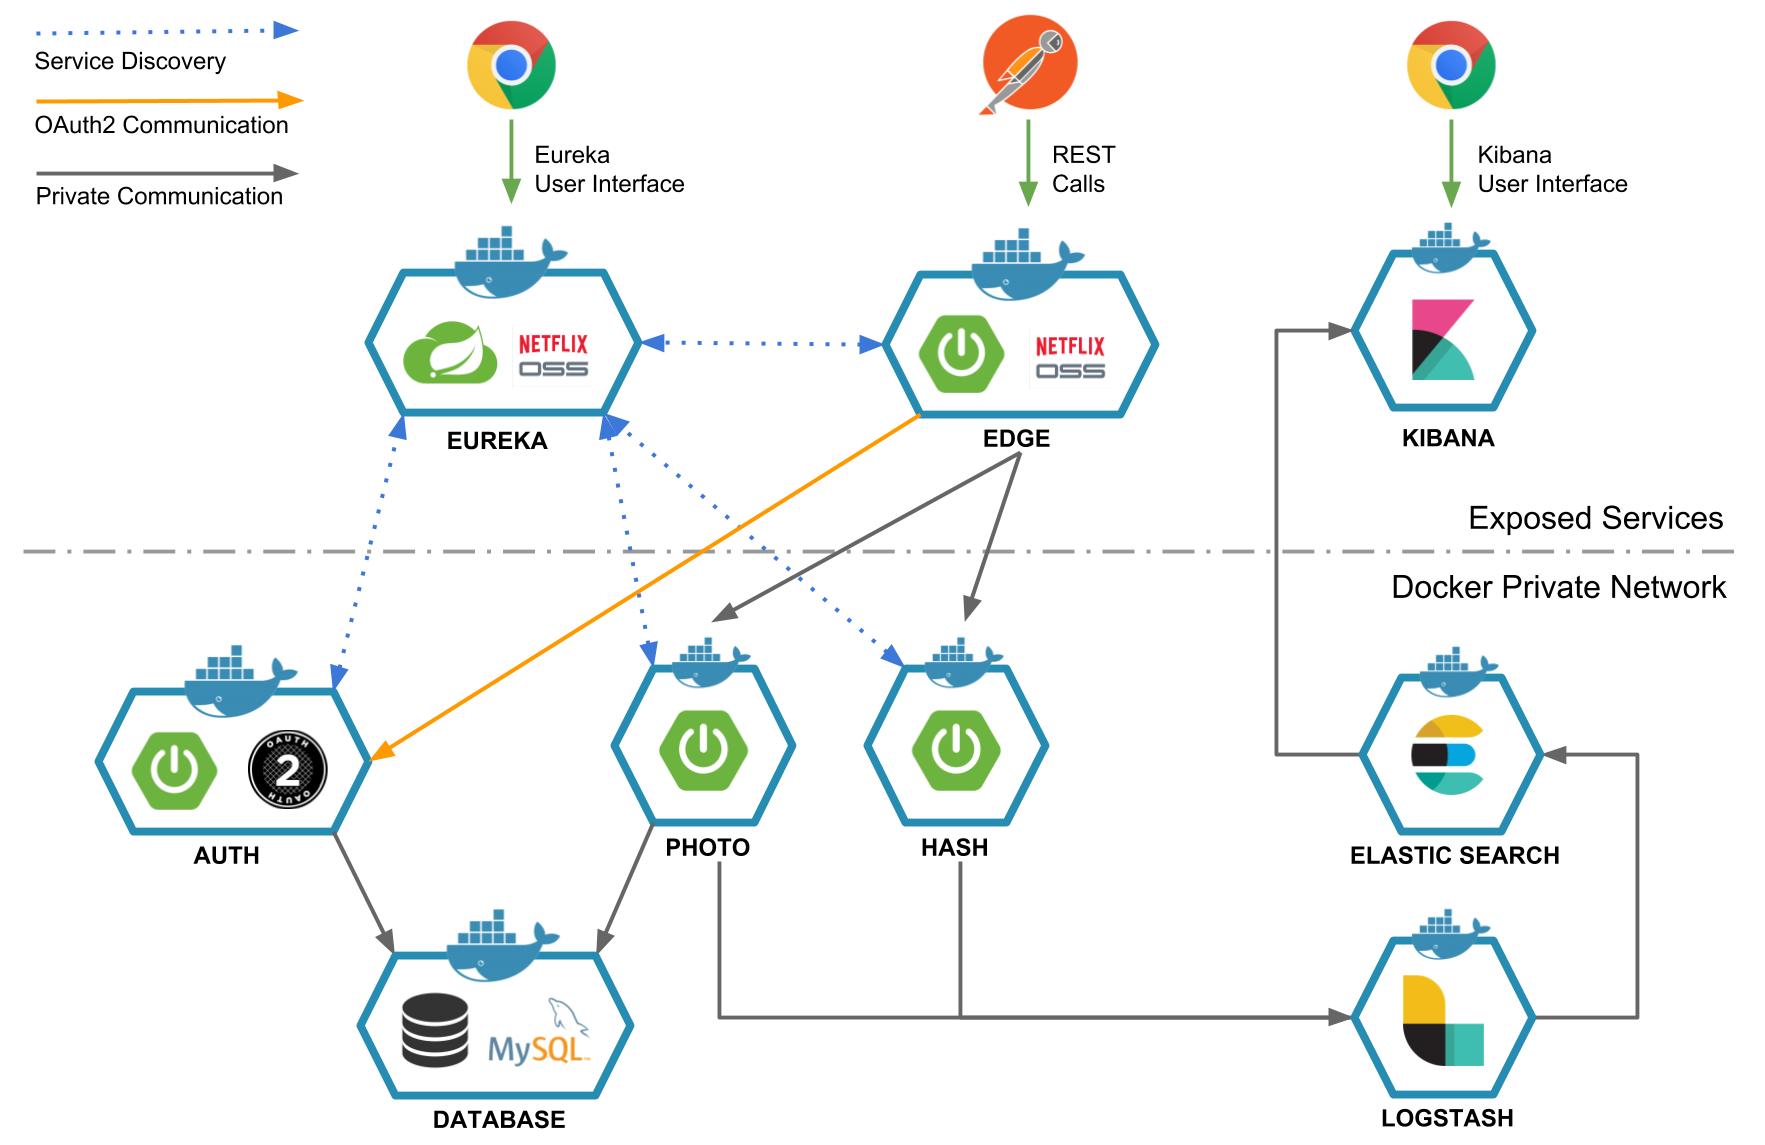 Service Discovery
OAuth2 Communication
Private Communication
Eureka
User Interface
REST
Calls
Kibana
User Interface
NETFLIX
OSS
NETFLIX
OSS
EUREKA
EDGE
KIBANA
Exposed Services
Docker Private Network
OAUTH
2
OAUTH
AUTH
PHOTO
HASH
ELASTIC SEARCH
MySQL
DATABASE
LOGSTASH